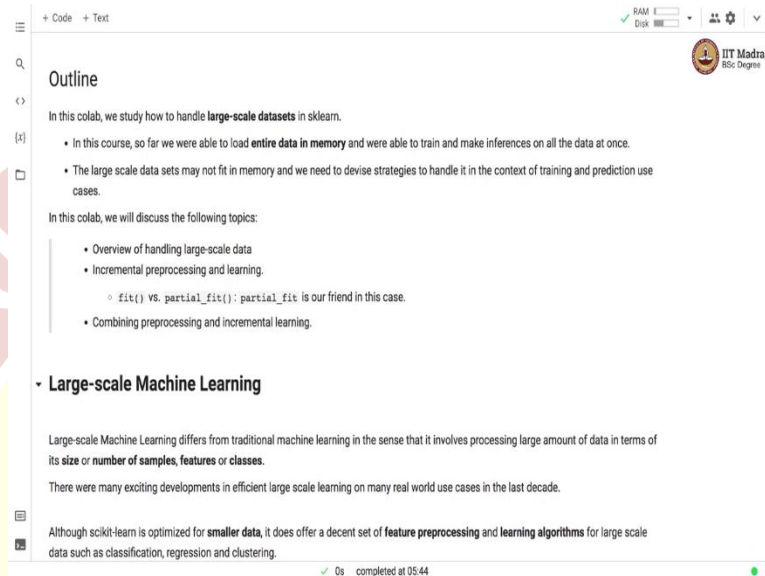 + Code + Text
RAM
Disk
IIT Madra
BSc Degree
Outline
In this colab, we study how to handle large-scale datasets in sklearn.
• In this course, so far we were able to load entire data in memory and were able to train and make inferences on all the data at once.
• The large scale data sets may not fit in memory and we need to devise strategies to handle it in the context of training and prediction use
cases.
In this colab, we will discuss the following topics:
• Overview of handling large-scale data
• Incremental preprocessing and learning.
◦ fit() vs. partial_fit(): partial_fit is our friend in this case.
• Combining preprocessing and incremental learning.
Large-scale Machine Learning
Large-scale Machine Learning differs from traditional machine learning in the sense that it involves processing large amount of data in terms of
its size or number of samples, features or classes.
There were many exciting developments in efficient large scale learning on many real world use cases in the last decade.
Although scikit-learn is optimized for smaller data, it does offer a decent set of feature preprocessing and learning algorithms for large scale
data such as classification, regression and clustering.
0s completed at 05:44